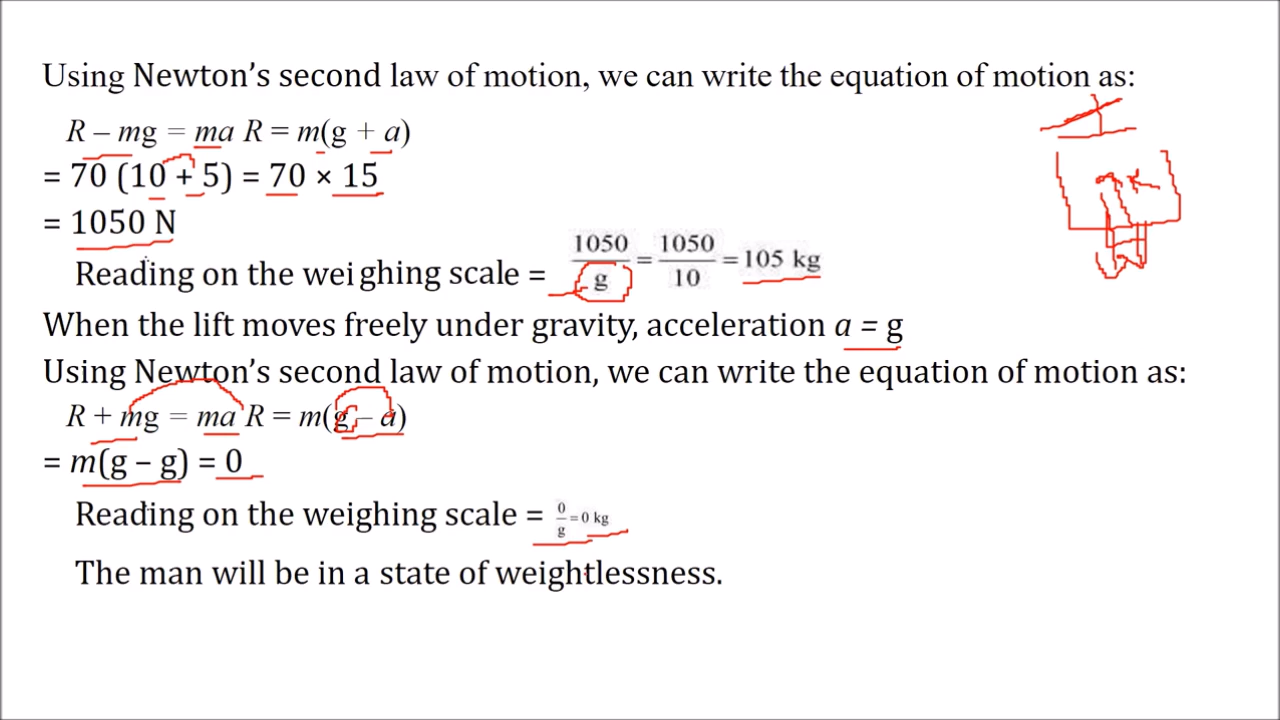 Using Newton's second law of motion, we can write the equation of motion as:
R – mg = ma R = m(g + a)
= 70 (10 + 5) = 70 × 15
= 1050 N
Reading on the wei ghing scale = 1050/g = 1050/10 = 105 kg
When the lift moves freely under gravity, acceleration a = g
Using Newton's second law of motion, we can write the equation of motion as:
R + mg = ma R = m(g – a)
= m(g – g) = 0
Reading on the weighing scale = 0/g = 0 kg
The man will be in a state of weightlessness.